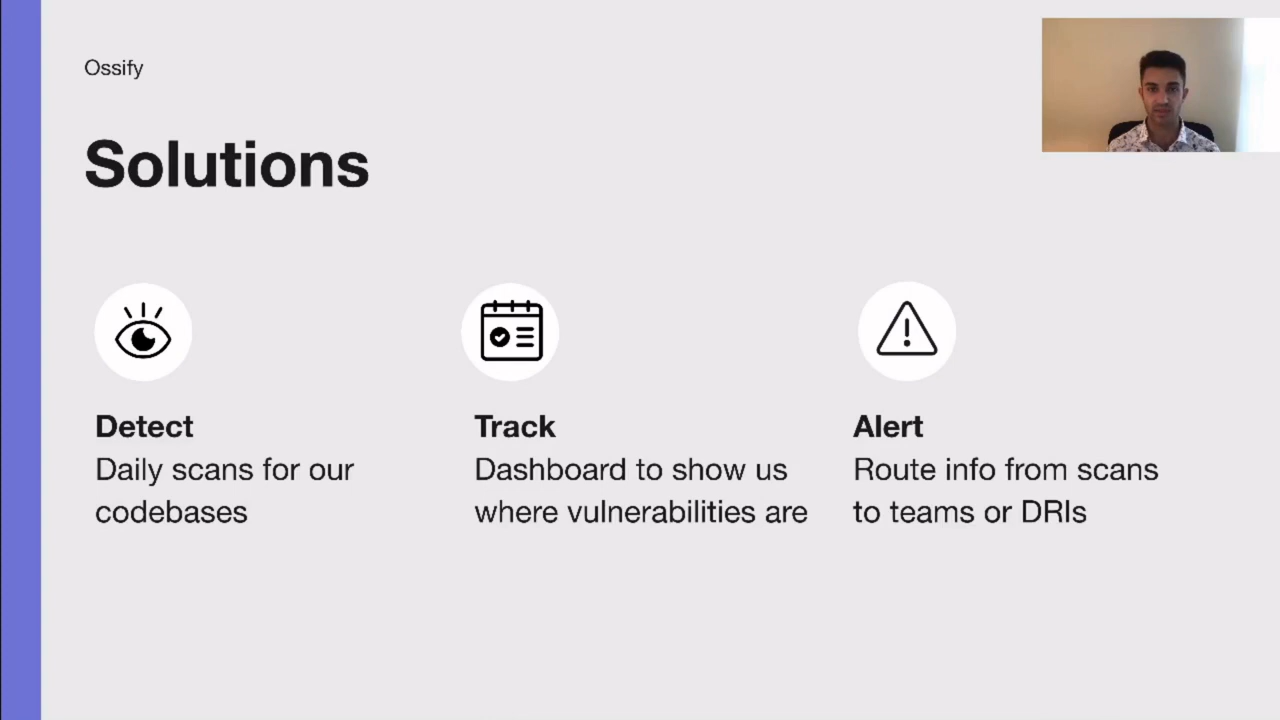 Ossify
Solutions
Detect
Daily scans for our
codebases
Track
Dashboard to show us
where vulnerabilities are
Alert
Route info from scans
to teams or DRIs